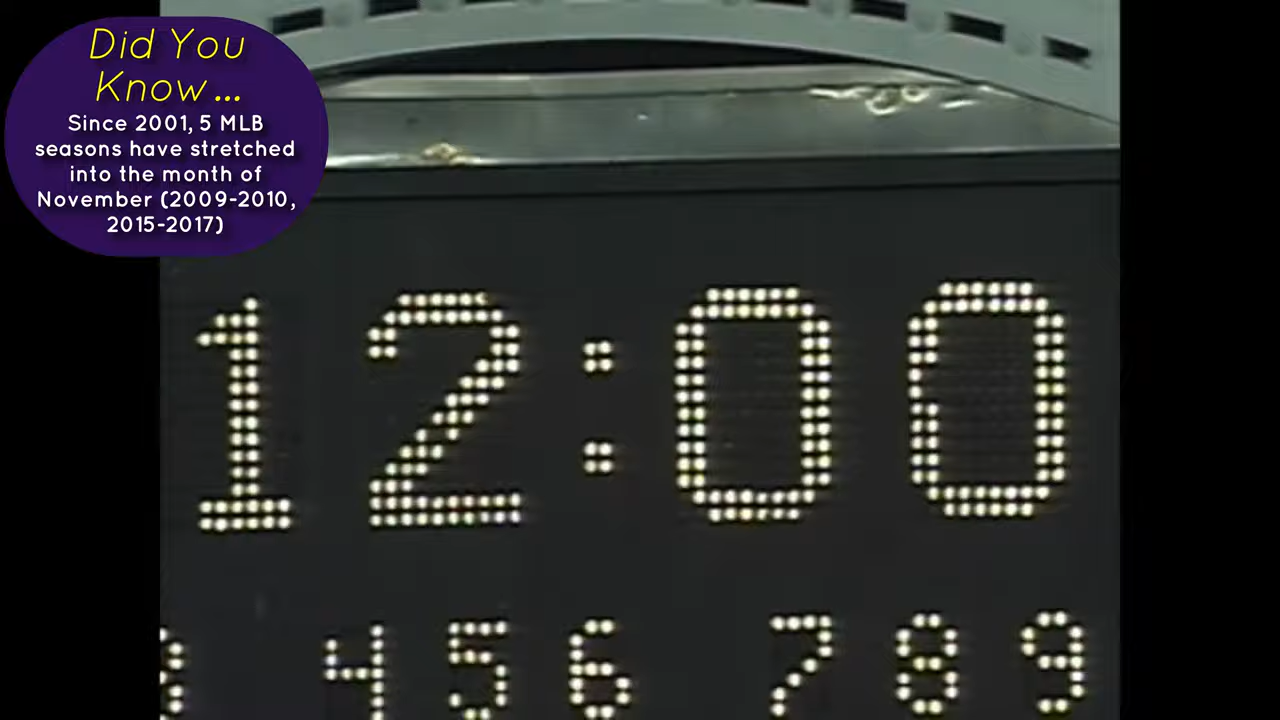 Did You
Know...
Since 2001, 5 MLB
seasons have stretched
into the month of
November (2009-2010,
2015-2017)
12:00
3 4 5 6 7 8 9